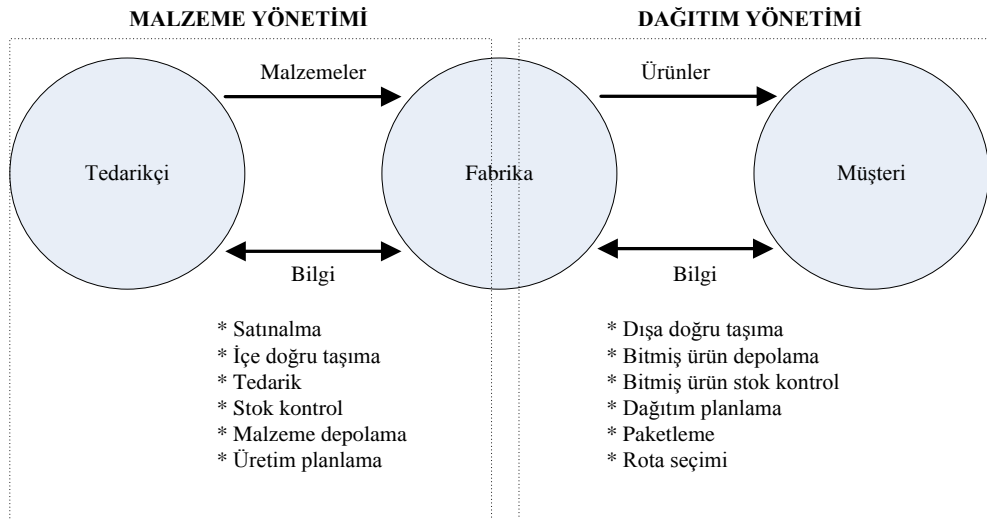 MALZEME YÖNETİMİ
DAĞITIM YÖNETİMİ
Malzemeler
Ürünler
Tedarikçi
Fabrika
Müşteri
Bilgi
Bilgi
* Satınalma
* İçe doğru taşıma
* Tedarik
* Stok kontrol
* Malzeme depolama
* Üretim planlama
* Dışa doğru taşıma
* Bitmiş ürün depolama
* Bitmiş ürün stok kontrol
* Dağıtım planlama
* Paketleme
* Rota seçimi